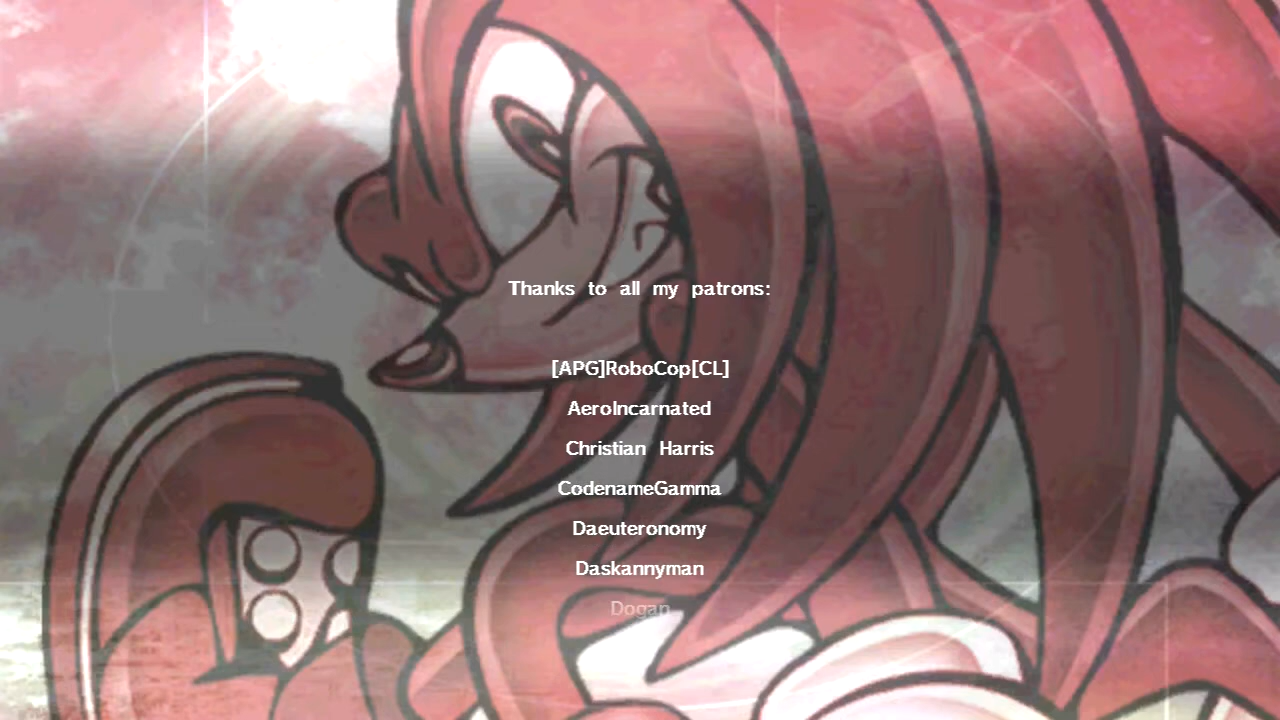 Thanks to all my patrons:
[APG]RoboCop[CL]
AeroIncarnated
Christian Harris
CodenameGamma
Daeuteronomy
Daskannyman
Dogan